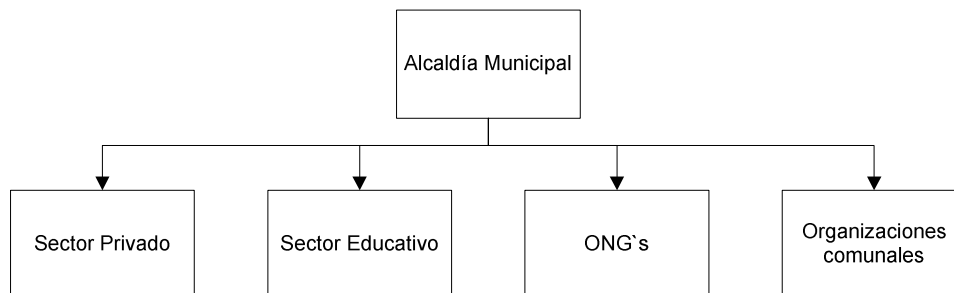 Alcaldía Municipal
Sector Privado
Sector Educativo
ONG`s
Organizaciones
comunales